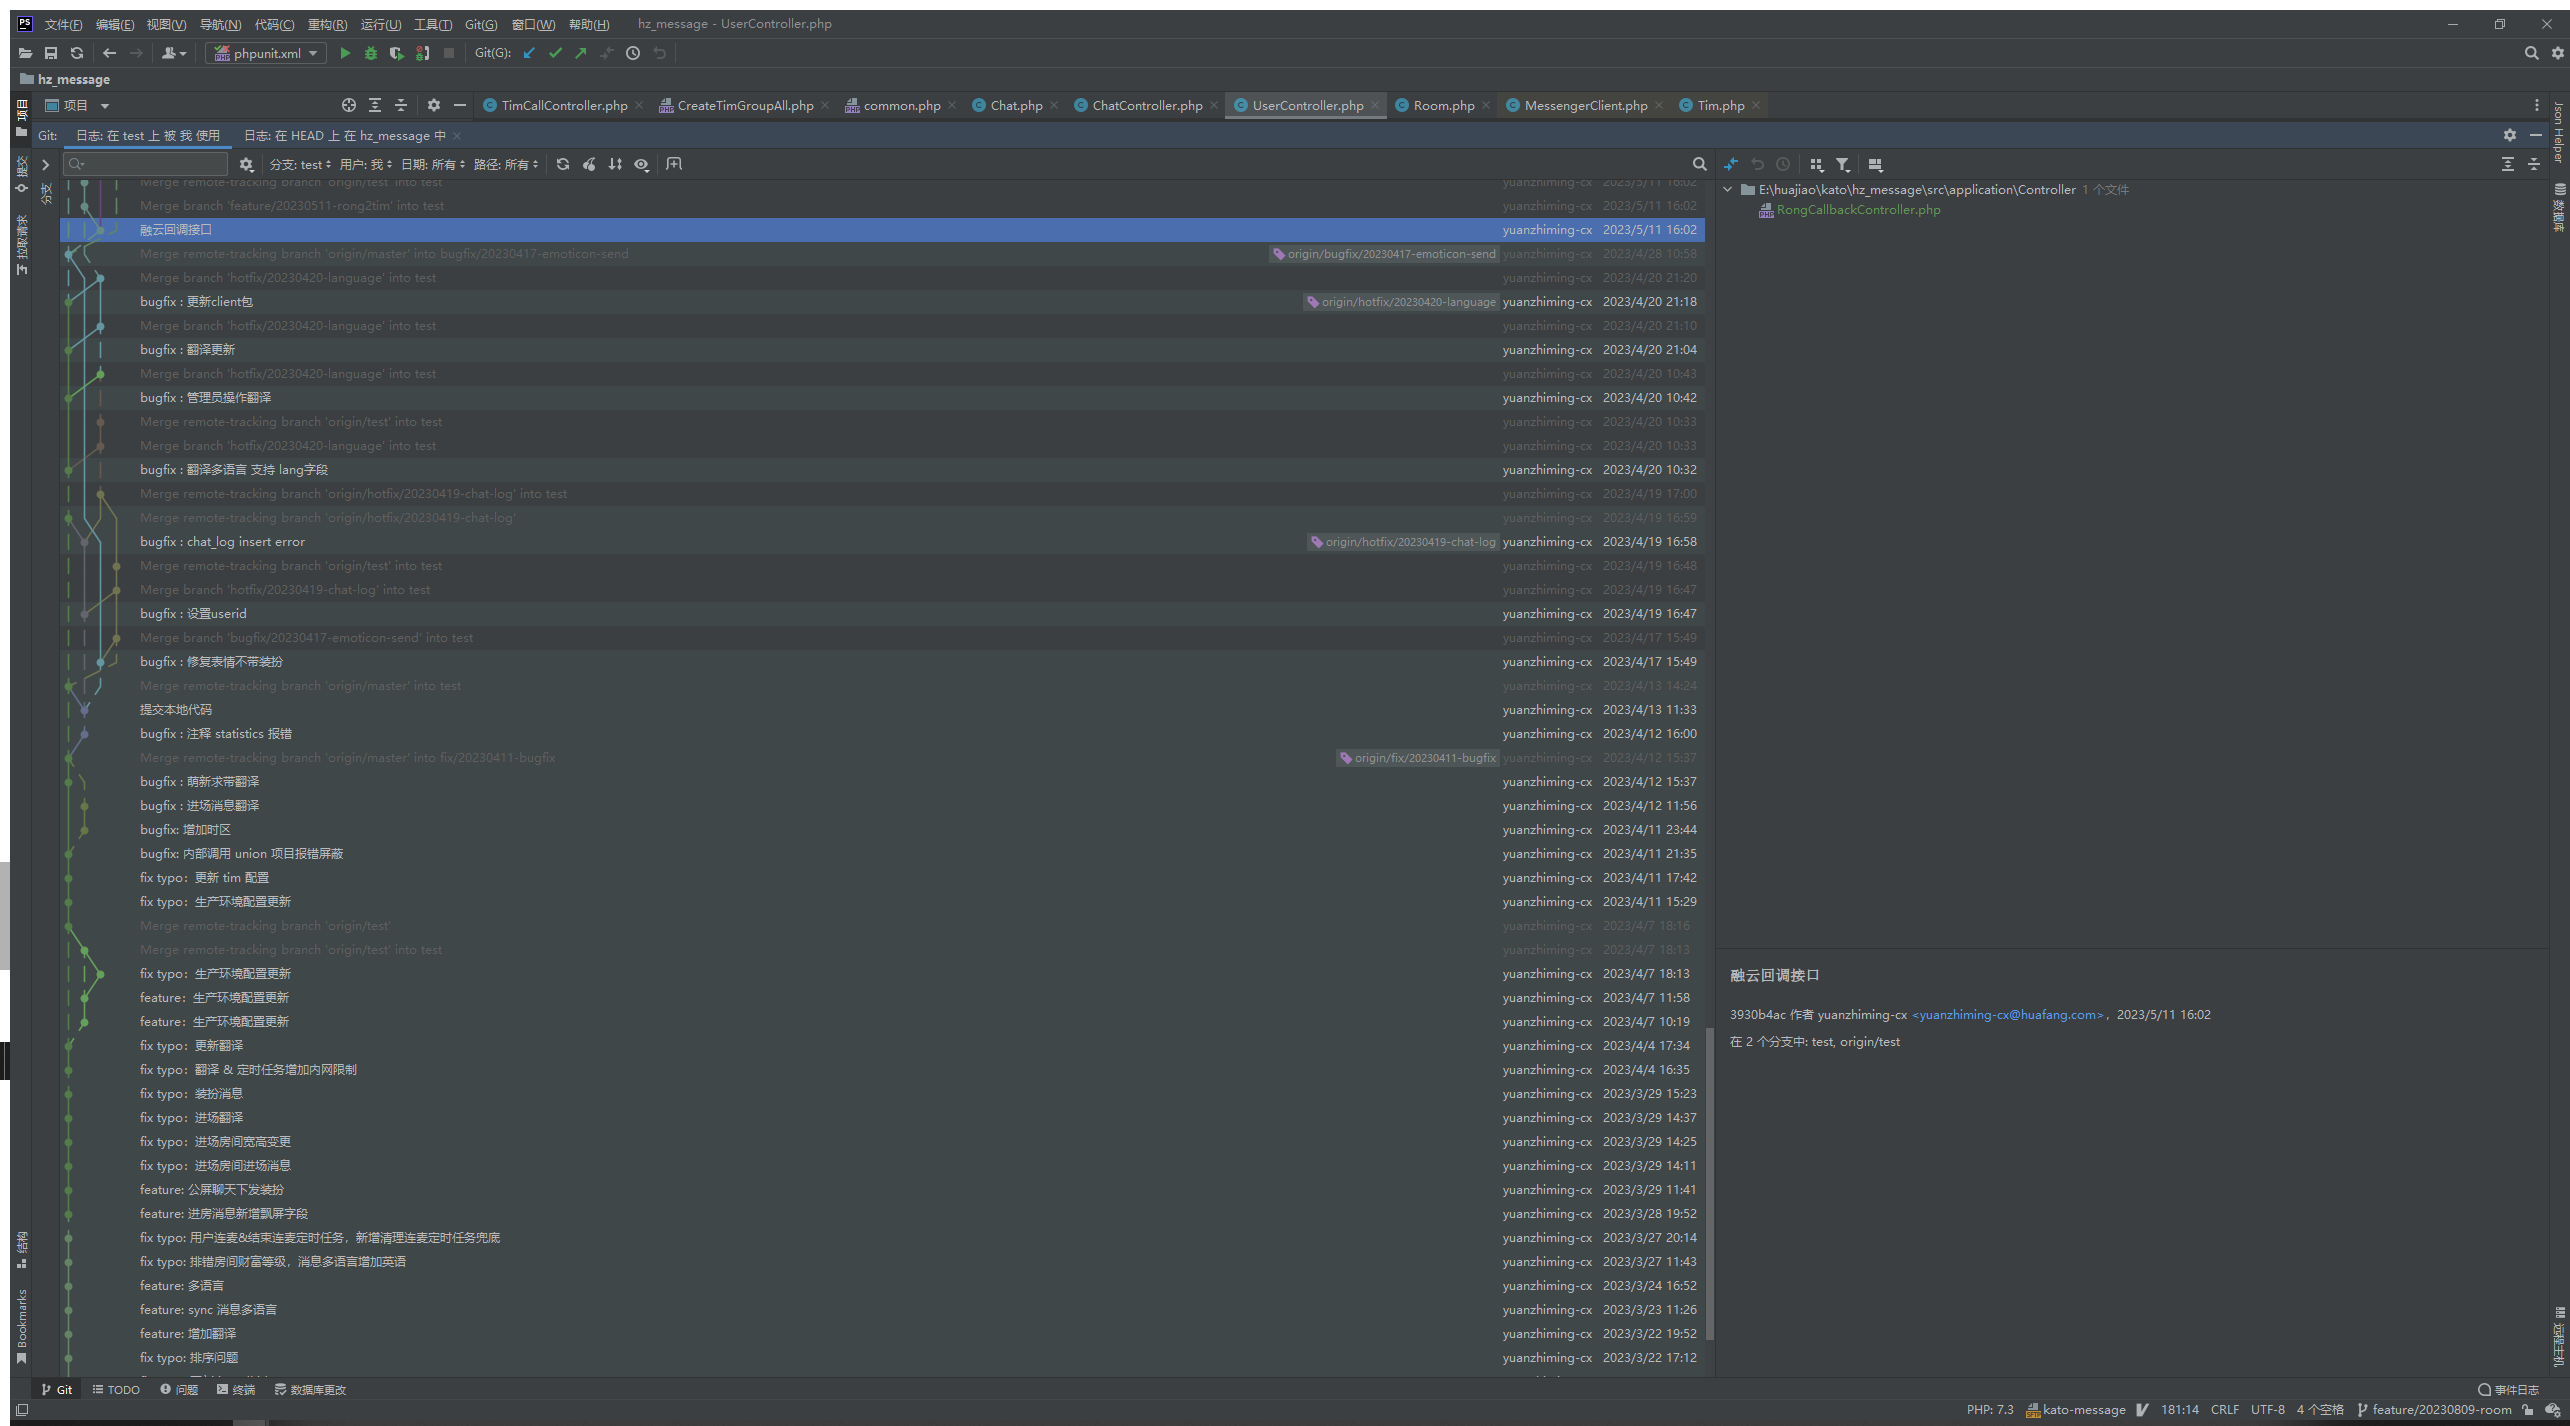 文件(F) 编辑(E) 视图(V) 导航(N) 代码(C) 重构(R) 运行(U) 工具(T) Git(G) 窗口(W) 帮助(H) hz_message - UserController.php
phpunit.xml Git(G):
hz_message
项目 TimCallController.php CreateTimGroupAll.php common.php Chat.php ChatController.php UserController.php Room.php MessengerClient.php Tim.php
Git: 日志: 在 test 上 被 我 使用 日志: 在 HEAD 上 在 hz_message 中
分支: test 用户: 我 日期: 所有 路径: 所有
Merge remote-tracking branch 'origin/test' into test yuanzhiming-cx 2023/5/11 16:02
Merge branch 'feature/20230511-rong2tim' into test yuanzhiming-cx 2023/5/11 16:02
融云回调接口 yuanzhiming-cx 2023/5/11 16:02
Merge remote-tracking branch 'origin/master' into bugfix/20230417-emoticon-send origin/bugfix/20230417-emoticon-send yuanzhiming-cx 2023/4/28 10:58
Merge branch 'hotfix/20230420-language' into test yuanzhiming-cx 2023/4/20 21:20
bugfix : 更新client包 origin/hotfix/20230420-language yuanzhiming-cx 2023/4/20 21:18
Merge branch 'hotfix/20230420-language' into test yuanzhiming-cx 2023/4/20 21:10
bugfix : 翻译更新 yuanzhiming-cx 2023/4/20 21:04
Merge branch 'hotfix/20230420-language' into test yuanzhiming-cx 2023/4/20 10:43
bugfix : 管理员操作翻译 yuanzhiming-cx 2023/4/20 10:42
Merge remote-tracking branch 'origin/test' into test yuanzhiming-cx 2023/4/20 10:33
Merge branch 'hotfix/20230420-language' into test yuanzhiming-cx 2023/4/20 10:33
bugfix : 翻译多语言 支持 lang字段 yuanzhiming-cx 2023/4/20 10:32
Merge remote-tracking branch 'origin/hotfix/20230419-chat-log' into test yuanzhiming-cx 2023/4/19 17:00
Merge remote-tracking branch 'origin/hotfix/20230419-chat-log' yuanzhiming-cx 2023/4/19 16:59
bugfix : chat_log insert error origin/hotfix/20230419-chat-log yuanzhiming-cx 2023/4/19 16:58
Merge remote-tracking branch 'origin/test' into test yuanzhiming-cx 2023/4/19 16:48
Merge branch 'hotfix/20230419-chat-log' into test yuanzhiming-cx 2023/4/19 16:47
bugfix : 设置userid yuanzhiming-cx 2023/4/19 16:47
Merge branch 'bugfix/20230417-emoticon-send' into test yuanzhiming-cx 2023/4/17 15:49
bugfix : 修复表情不带装扮 yuanzhiming-cx 2023/4/17 15:49
Merge remote-tracking branch 'origin/master' into test yuanzhiming-cx 2023/4/13 14:24
提交本地代码 yuanzhiming-cx 2023/4/13 11:33
bugfix : 注释 statistics 报错 yuanzhiming-cx 2023/4/12 16:00
Merge remote-tracking branch 'origin/master' into fix/20230411-bugfix origin/fix/20230411-bugfix yuanzhiming-cx 2023/4/12 15:37
bugfix : 萌新求带翻译 yuanzhiming-cx 2023/4/12 15:37
bugfix : 进场消息翻译 yuanzhiming-cx 2023/4/12 11:56
bugfix: 增加时区 yuanzhiming-cx 2023/4/11 23:44
bugfix: 内部调用 union 项目报错屏蔽 yuanzhiming-cx 2023/4/11 21:35
fix typo：更新 tim 配置 yuanzhiming-cx 2023/4/11 17:42
fix typo：生产环境配置更新 yuanzhiming-cx 2023/4/11 15:29
Merge remote-tracking branch 'origin/test' yuanzhiming-cx 2023/4/7 18:16
Merge remote-tracking branch 'origin/test' into test yuanzhiming-cx 2023/4/7 18:13
fix typo：生产环境配置更新 yuanzhiming-cx 2023/4/7 18:13
feature：生产环境配置更新 yuanzhiming-cx 2023/4/7 11:58
feature：生产环境配置更新 yuanzhiming-cx 2023/4/7 10:19
fix typo：更新翻译 yuanzhiming-cx 2023/4/4 17:34
fix typo：翻译 & 定时任务增加内网限制 yuanzhiming-cx 2023/4/4 16:35
fix typo：装扮消息 yuanzhiming-cx 2023/3/29 15:23
fix typo：进场翻译 yuanzhiming-cx 2023/3/29 14:37
fix typo：进场房间宽高变更 yuanzhiming-cx 2023/3/29 14:25
fix typo：进场房间进场消息 yuanzhiming-cx 2023/3/29 14:11
feature: 公屏聊天下发装扮 yuanzhiming-cx 2023/3/29 11:41
feature: 进房消息新增飘屏字段 yuanzhiming-cx 2023/3/28 19:52
fix typo: 用户连麦&结束连麦定时任务，新增清理连麦定时任务兜底 yuanzhiming-cx 2023/3/27 20:14
fix typo: 排错房间财富等级，消息多语言增加英语 yuanzhiming-cx 2023/3/27 11:43
feature: 多语言 yuanzhiming-cx 2023/3/24 16:52
feature: sync 消息多语言 yuanzhiming-cx 2023/3/23 11:26
feature: 增加翻译 yuanzhiming-cx 2023/3/22 19:52
fix typo: 排序问题 yuanzhiming-cx 2023/3/22 17:12
E:\huajiao\kato\hz_message\src\application\Controller 1 个文件
RongCallbackController.php
融云回调接口
3930b4ac 作者 yuanzhiming-cx <yuanzhiming-cx@huafang.com>，2023/5/11 16:02
在 2 个分支中: test, origin/test
项目
提交
拉取请求
分支
结构
Bookmarks
Json Helper
数据库
远程主机
Git TODO 问题 终端 数据库更改 事件日志
PHP: 7.3 kato-message 181:14 CRLF UTF-8 4 个空格 feature/20230809-room